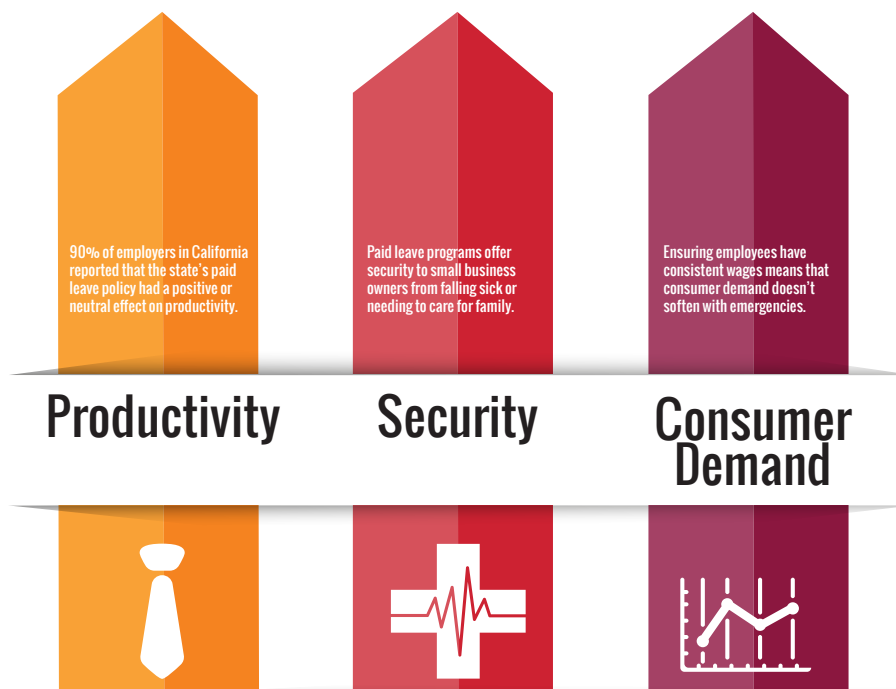 90% of employers in California
reported that the state's paid
leave policy had a positive or
neutral effect on productivity.
Paid leave programs offer
security to small business
owners from falling sick or
needing to care for family.
Ensuring employees have
consistent wages means that
consumer demand doesn't
soften with emergencies.
Productivity
Security
Consumer
Demand